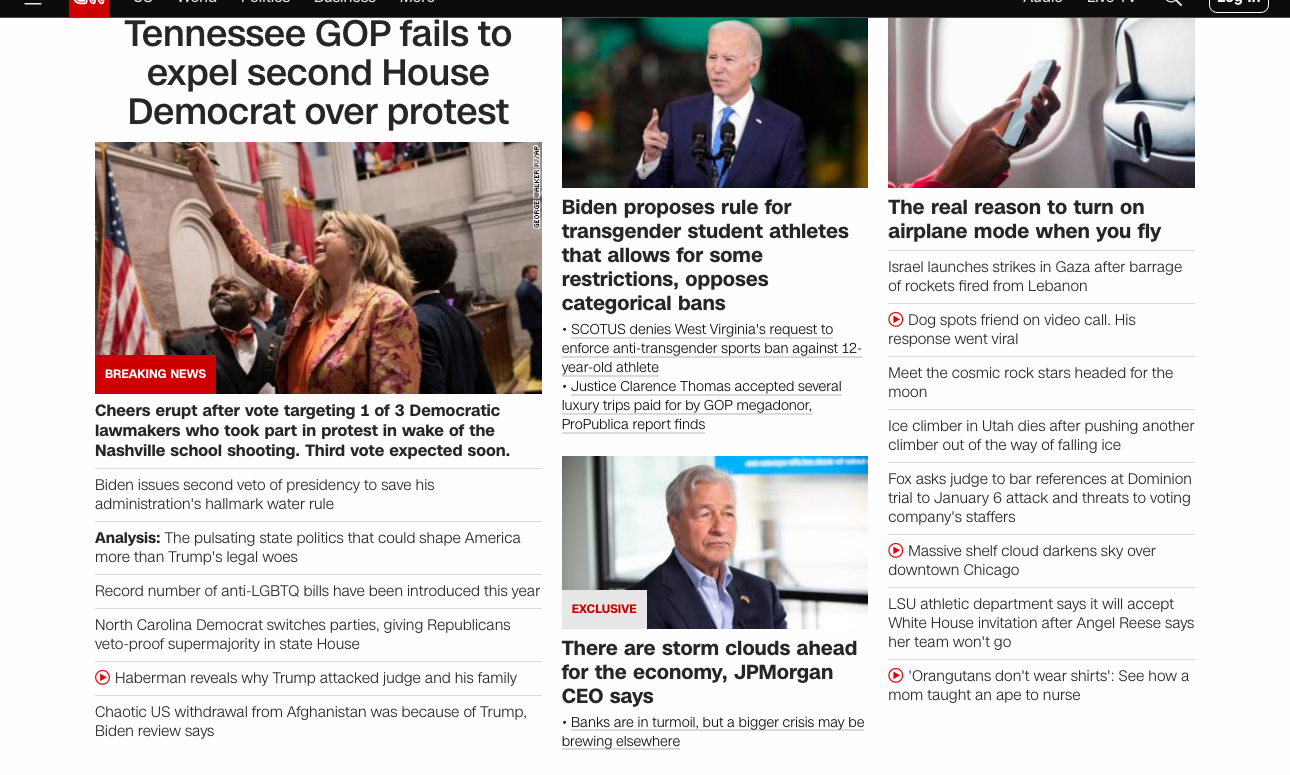 Tennessee GOP fails to
expel second House
Democrat over protest
GEORGE WALKER IV/AP
BREAKING NEWS
Cheers erupt after vote targeting 1 of 3 Democratic
lawmakers who took part in protest in wake of the
Nashville school shooting. Third vote expected soon.
Biden issues second veto of presidency to save his
administration's hallmark water rule
Analysis: The pulsating state politics that could shape America
more than Trump's legal woes
Record number of anti-LGBTQ bills have been introduced this year
North Carolina Democrat switches parties, giving Republicans
veto-proof supermajority in state House
Haberman reveals why Trump attacked judge and his family
Chaotic US withdrawal from Afghanistan was because of Trump,
Biden review says
Biden proposes rule for
transgender student athletes
that allows for some
restrictions, opposes
categorical bans
• SCOTUS denies West Virginia's request to
enforce anti-transgender sports ban against 12-
year-old athlete
• Justice Clarence Thomas accepted several
luxury trips paid for by GOP megadonor,
ProPublica report finds
EXCLUSIVE
There are storm clouds ahead
for the economy, JPMorgan
CEO says
• Banks are in turmoil, but a bigger crisis may be
brewing elsewhere
The real reason to turn on
airplane mode when you fly
Israel launches strikes in Gaza after barrage
of rockets fired from Lebanon
Dog spots friend on video call. His
response went viral
Meet the cosmic rock stars headed for the
moon
Ice climber in Utah dies after pushing another
climber out of the way of falling ice
Fox asks judge to bar references at Dominion
trial to January 6 attack and threats to voting
company's staffers
Massive shelf cloud darkens sky over
downtown Chicago
LSU athletic department says it will accept
White House invitation after Angel Reese says
her team won't go
'Orangutans don't wear shirts': See how a
mom taught an ape to nurse